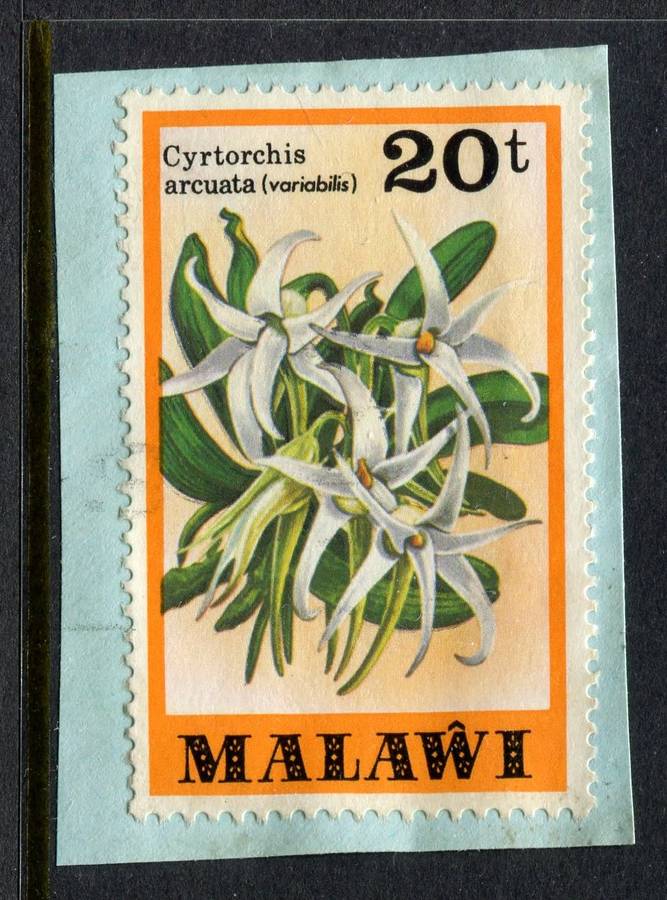 Cyrtorchis
arcuata (variabilis)
20t
MALAŴI